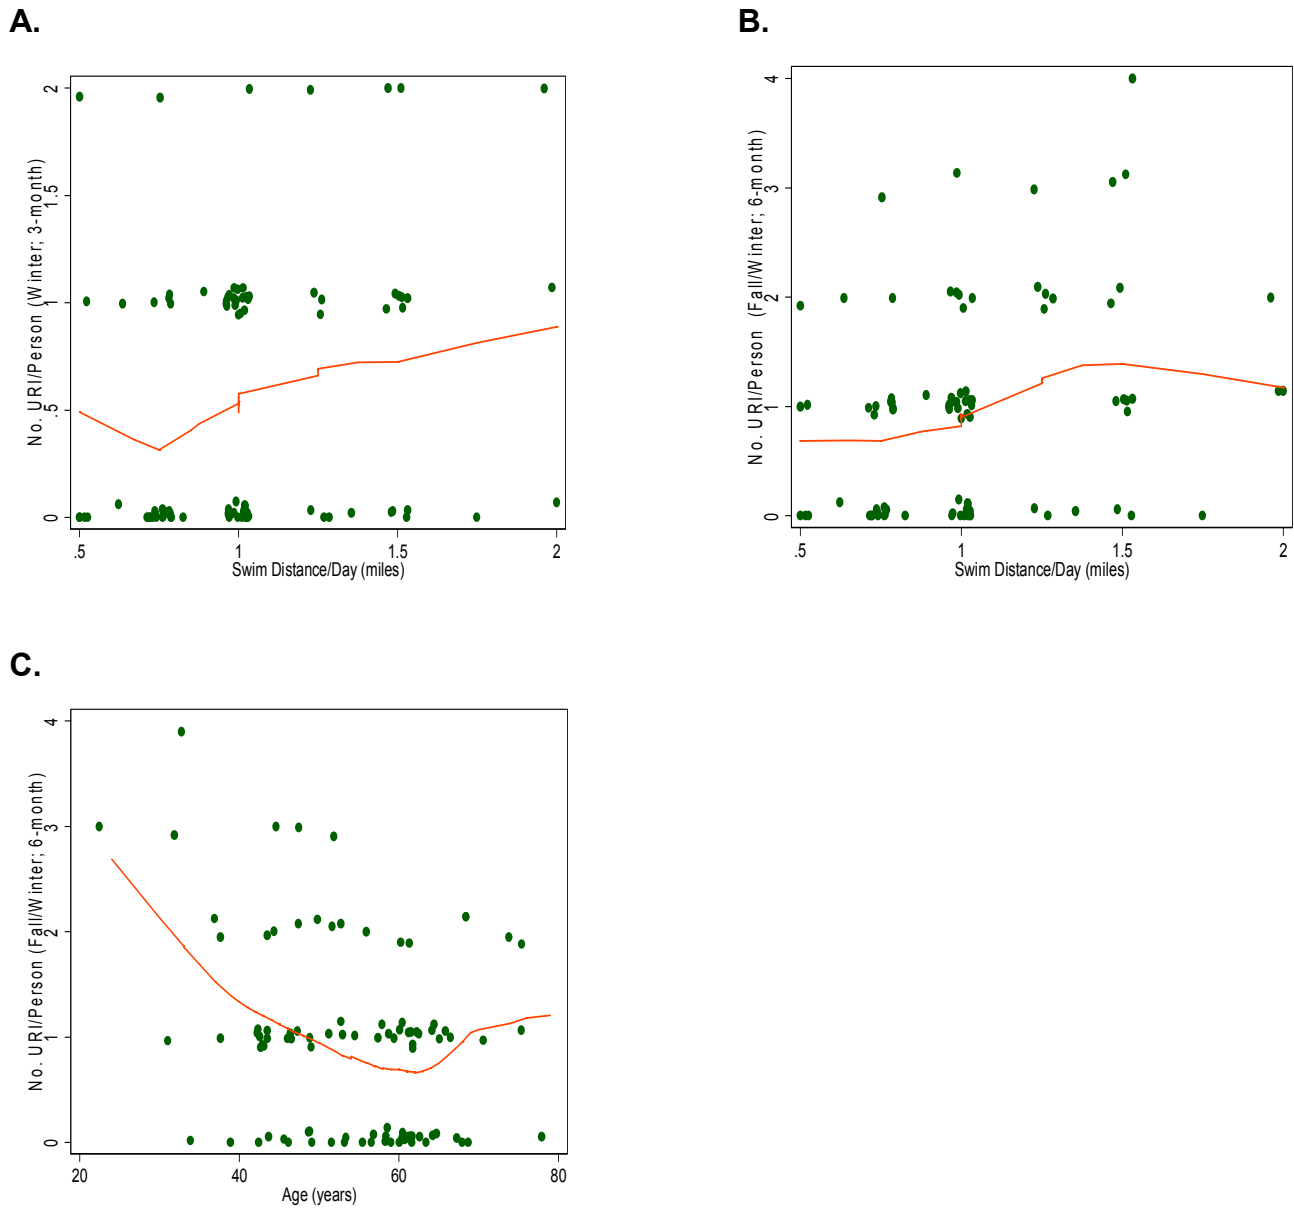 A.
No. URI/Person (Winter; 3-month)
2
1.5
1
.5
0
.5 1 1.5 2
Swim Distance/Day (miles)
B.
No. URI/Person (Fall/Winter; 6-month)
4
3
2
1
0
.5 1 1.5 2
Swim Distance/Day (miles)
C.
No. URI/Person (Fall/Winter; 6-month)
4
3
2
1
0
20 40 60 80
Age (years)